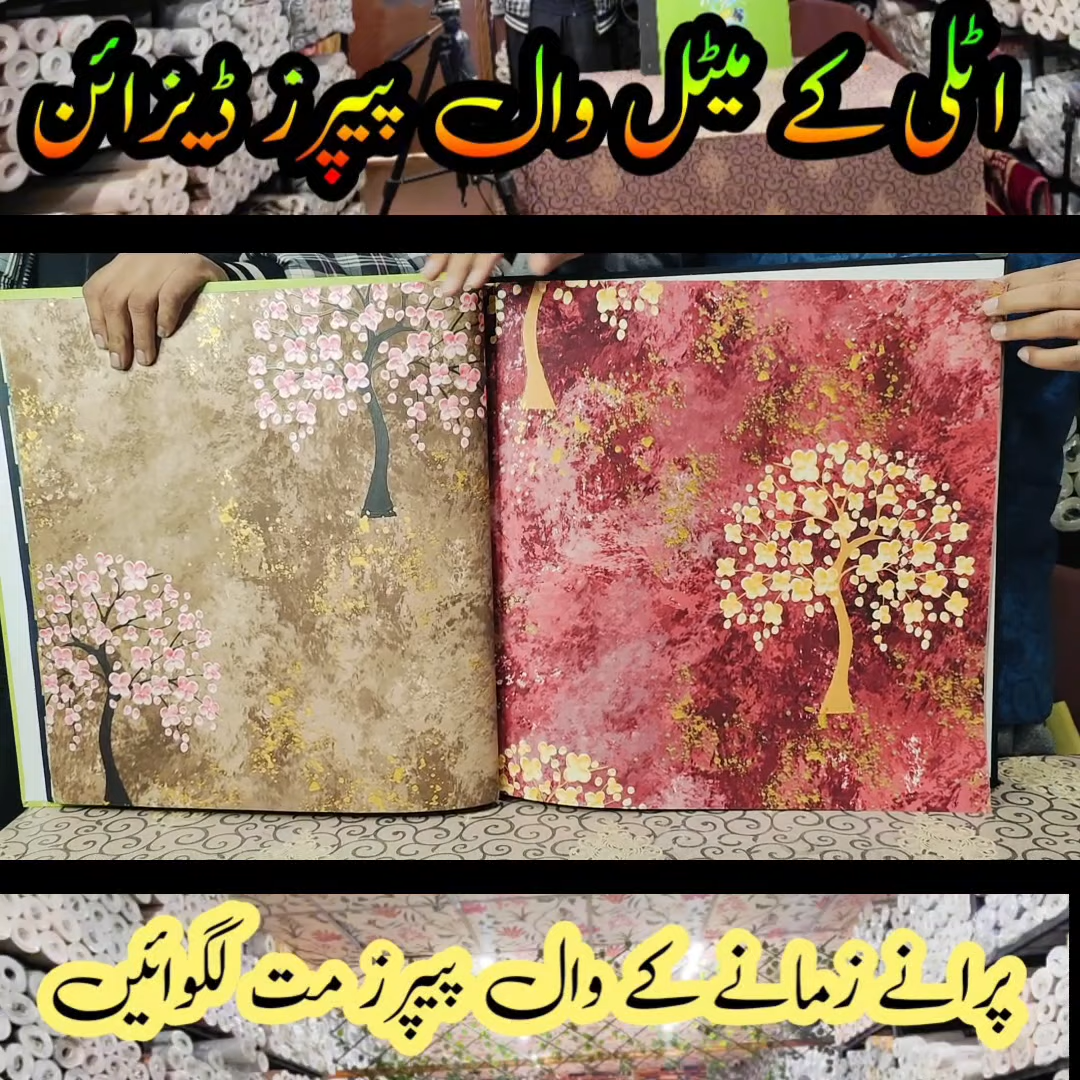 اٹلی کے میٹل وال پیپرز ڈیزائن
پرانے زمانے کے وال پیپرز مت لگوائیں